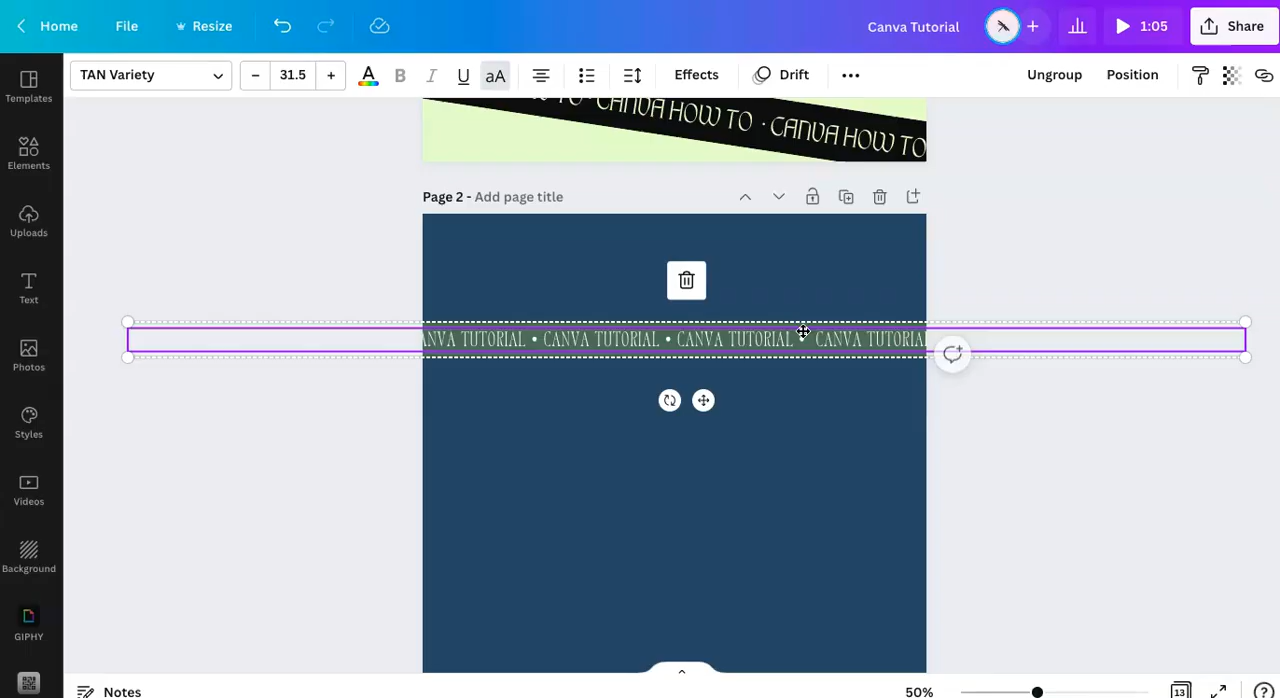 Home File Resize Canva Tutorial + 1:05 Share
TAN Variety – 31.5 + A B I U aA Effects Drift ••• Ungroup Position
Templates
Elements
Uploads
Text
Photos
Styles
Videos
Background
GIPHY
CANVA HOW TO · CANVA HOW TO
Page 2 - Add page title
ANVA TUTORIAL • CANVA TUTORIAL • CANVA TUTORIAL • CANVA TUTORIA
Notes 50% 13 ?